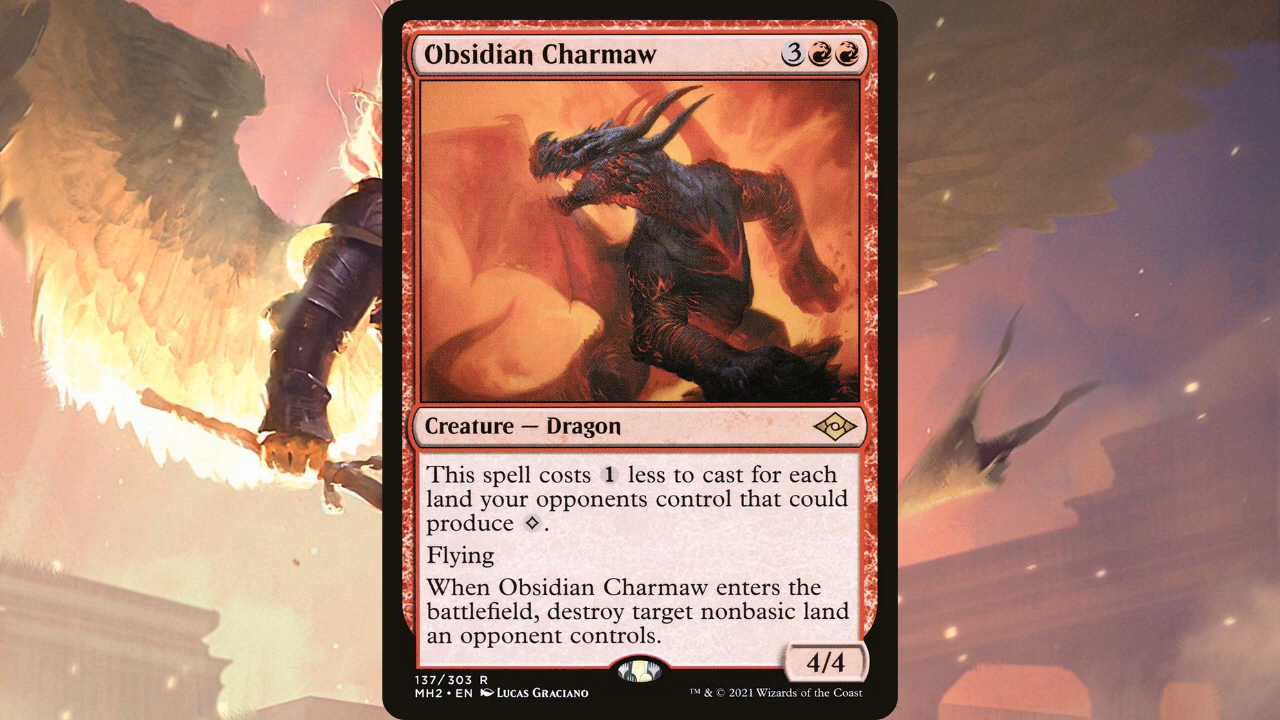 Obsidian Charmaw 3
Creature — Dragon
This spell costs 1 less to cast for each
land your opponents control that could
produce ◇.
Flying
When Obsidian Charmaw enters the
battlefield, destroy target nonbasic land
an opponent controls.
4/4
137/303 R
MH2 • EN Lucas Graciano
™ & © 2021 Wizards of the Coast